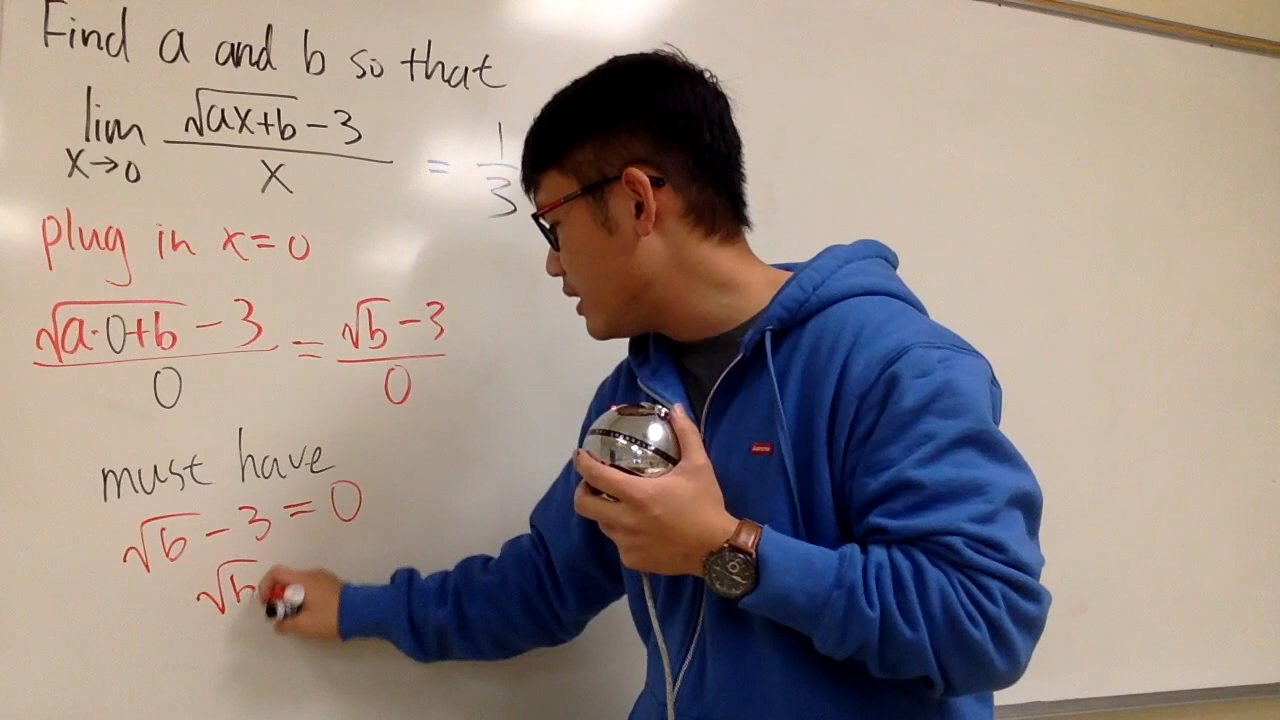 Find a and b so that
lim x→0 (√(ax+b) - 3)/x = 1/3
plug in x=0
(√(a·0+b) - 3)/0 = (√b - 3)/0
must have
√b - 3 = 0
√b